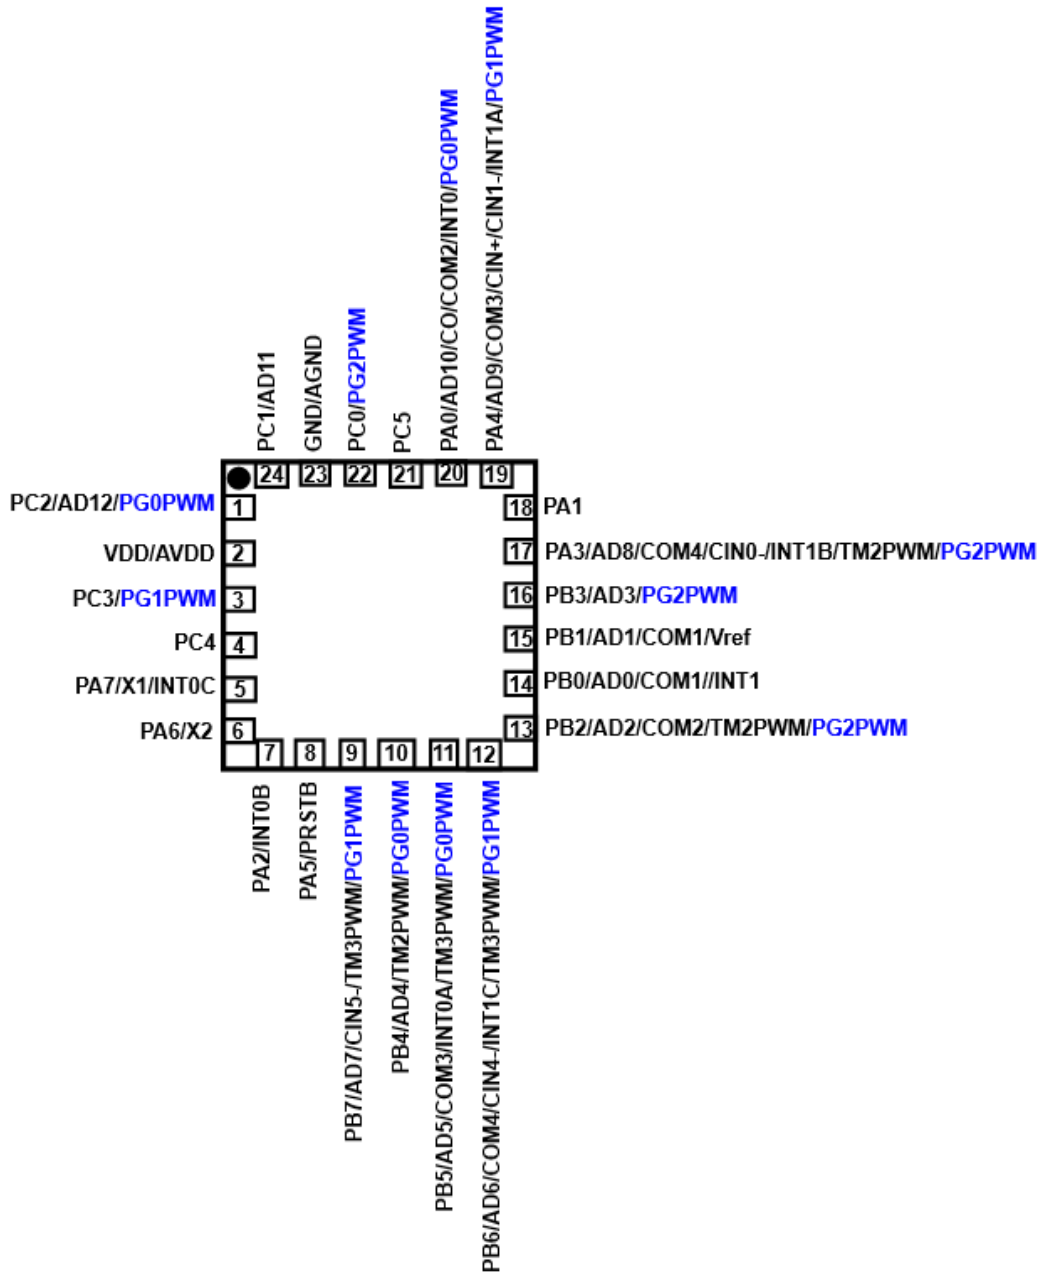 PA4/AD9/COM3/CIN+/CIN1-/INT1A/PG1PWM
PA0/AD10/CO/COM2/INT0/PG0PWM
PC0/PG2PWM
GND/AGND
PC1/AD11
PC5
24
23
22
21
20
19
PC2/AD12/PG0PWM
1
18
PA1
VDD/AVDD
2
17
PA3/AD8/COM4/CIN0-/INT1B/TM2PWM/PG2PWM
PC3/PG1PWM
3
16
PB3/AD3/PG2PWM
PC4
4
15
PB1/AD1/COM1/Vref
PA7/X1/INT0C
5
14
PB0/AD0/COM1//INT1
PA6/X2
6
13
PB2/AD2/COM2/TM2PWM/PG2PWM
7
8
9
10
11
12
PA2/INT0B
PA5/PRSTB
PB7/AD7/CIN5-/TM3PWM/PG1PWM
PB4/AD4/TM2PWM/PG0PWM
PB5/AD5/COM3/INT0A/TM3PWM/PG0PWM
PB6/AD6/COM4/CIN4-/INT1C/TM3PWM/PG1PWM